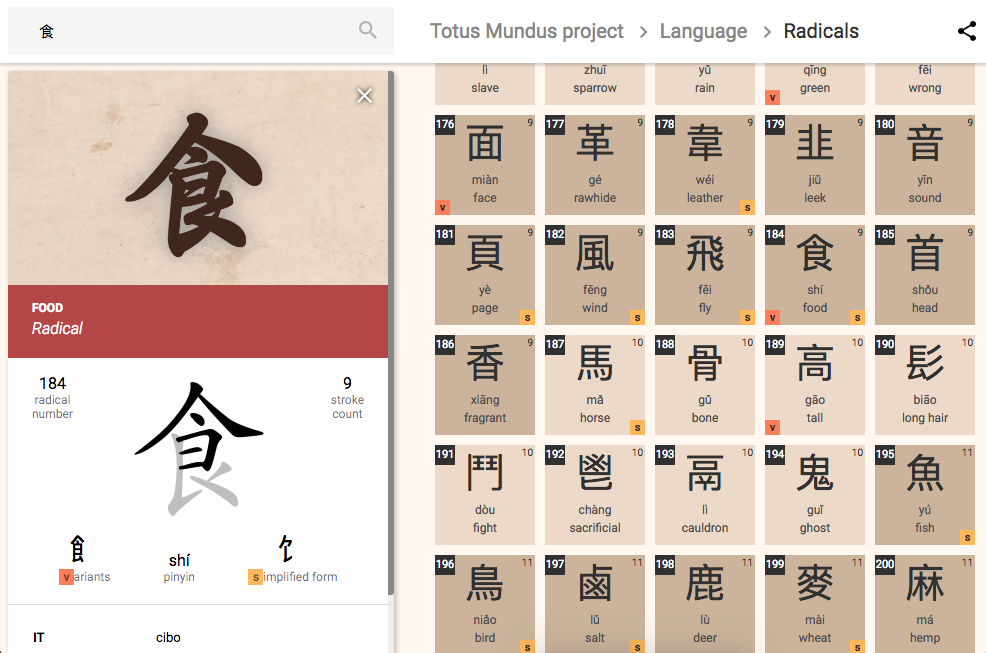 食
Totus Mundus project > Language > Radicals
食
FOOD
Radical
184
radical
number
9
stroke
count
食
飠
variants
shí
pinyin
饣
simplified form
IT cibo
lì
slave
zhuī
sparrow
yǔ
rain
qīng
green
v
fēi
wrong
176 9
面
miàn
face
v
177 9
革
gé
rawhide
178 9
韋
wéi
leather
s
179 9
韭
jiǔ
leek
180 9
音
yīn
sound
181 9
頁
yè
page
s
182 9
風
fēng
wind
s
183 9
飛
fēi
fly
s
184 9
食
shí
food
v s
185 9
首
shǒu
head
186 9
香
xiāng
fragrant
187 10
馬
mǎ
horse
s
188 10
骨
gǔ
bone
189 10
高
gāo
tall
v
190 10
髟
biāo
long hair
191 10
鬥
dòu
fight
192 10
鬯
chàng
sacrificial
193 10
鬲
lì
cauldron
194 10
鬼
guǐ
ghost
195 11
魚
yú
fish
s
196 11
鳥
niǎo
bird
s
197 11
鹵
lǔ
salt
s
198 11
鹿
lù
deer
199 11
麥
mài
wheat
s
200 11
麻
má
hemp